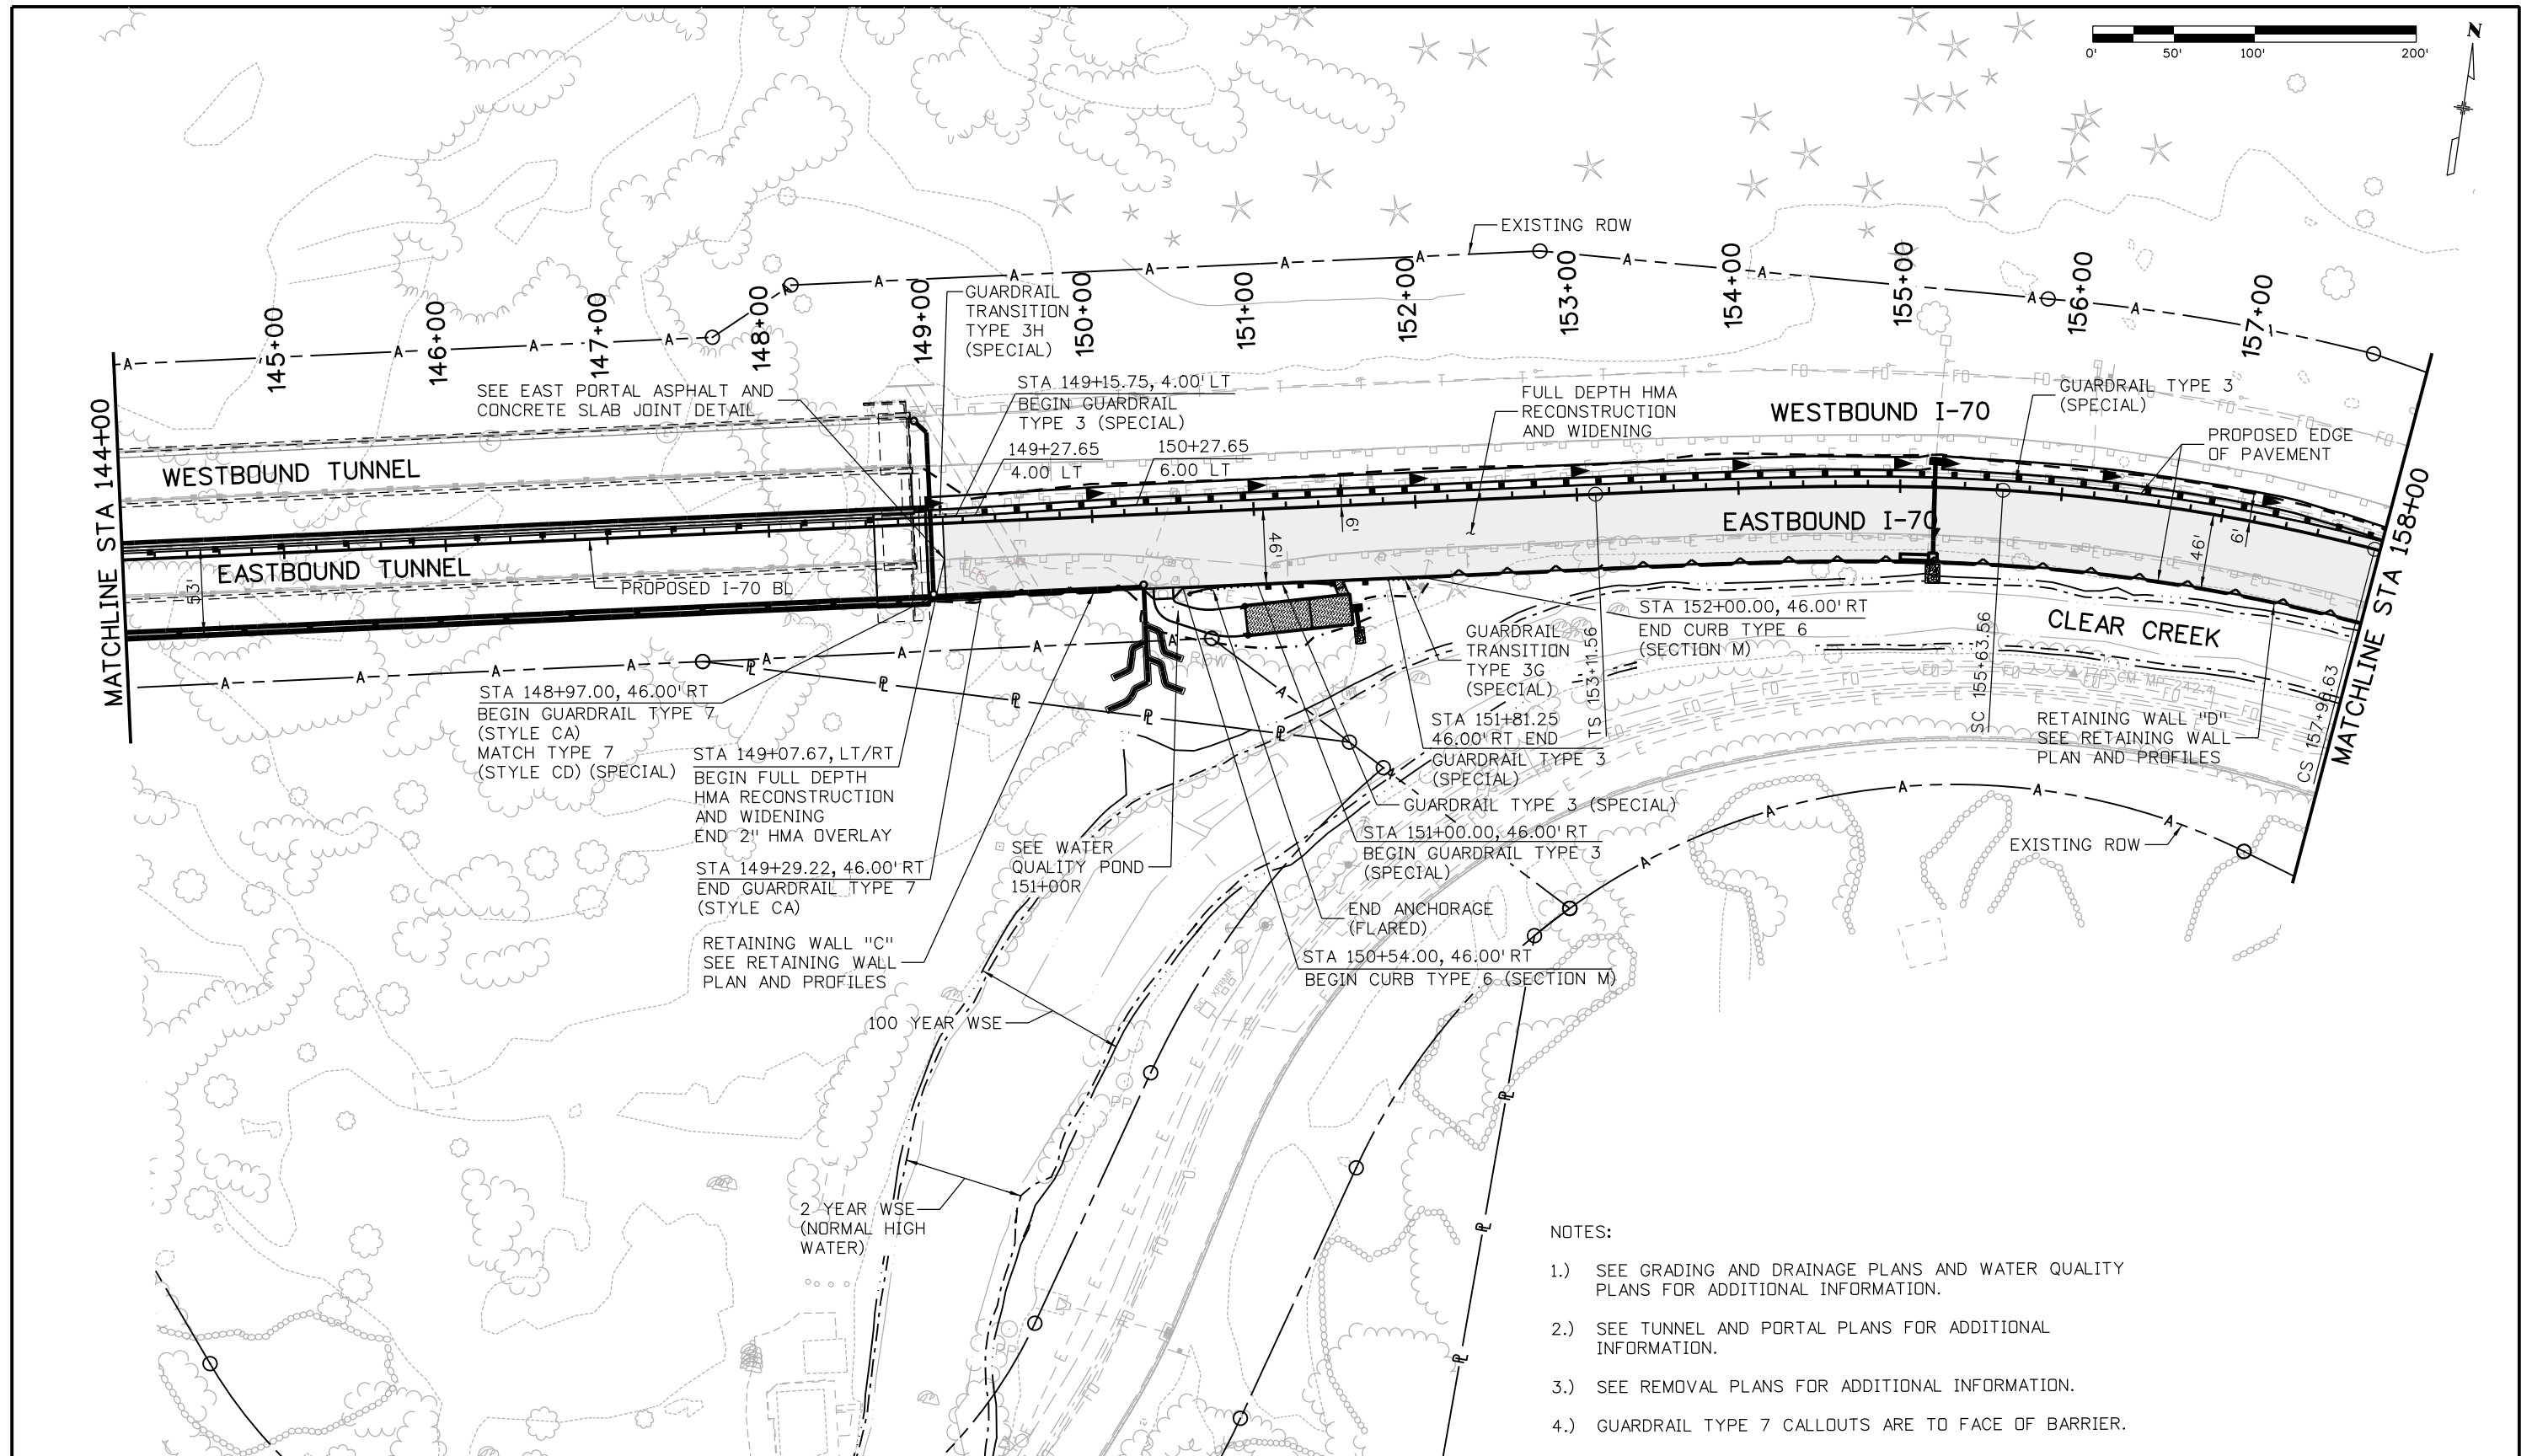 0' 50' 100' 200'
N
EXISTING ROW
145+00
146+00
147+00
148+00
149+00
150+00
151+00
152+00
153+00
154+00
155+00
156+00
157+00
MATCHLINE STA 144+00
MATCHLINE STA 158+00
GUARDRAIL
TRANSITION
TYPE 3H
(SPECIAL)
SEE EAST PORTAL ASPHALT AND
CONCRETE SLAB JOINT DETAIL
STA 149+15.75, 4.00' LT
BEGIN GUARDRAIL
TYPE 3 (SPECIAL)
149+27.65
4.00 LT
150+27.65
6.00 LT
FULL DEPTH HMA
RECONSTRUCTION
AND WIDENING
WESTBOUND I-70
GUARDRAIL TYPE 3
(SPECIAL)
PROPOSED EDGE
OF PAVEMENT
WESTBOUND TUNNEL
EASTBOUND TUNNEL
53'
PROPOSED I-70 BL
46'
6'
EASTBOUND I-70
46'
6'
CLEAR CREEK
STA 148+97.00, 46.00' RT
BEGIN GUARDRAIL TYPE 7
(STYLE CA)
MATCH TYPE 7
(STYLE CD) (SPECIAL)
STA 149+07.67, LT/RT
BEGIN FULL DEPTH
HMA RECONSTRUCTION
AND WIDENING
END 2" HMA OVERLAY
STA 149+29.22, 46.00' RT
END GUARDRAIL TYPE 7
(STYLE CA)
RETAINING WALL "C"
SEE RETAINING WALL
PLAN AND PROFILES
SEE WATER
QUALITY POND
151+00R
ROW
GUARDRAIL
TRANSITION
TYPE 3G
(SPECIAL)
STA 152+00.00, 46.00' RT
END CURB TYPE 6
(SECTION M)
TS 153+11.56
SC 155+63.56
STA 151+81.25
46.00' RT END
GUARDRAIL TYPE 3
(SPECIAL)
GUARDRAIL TYPE 3 (SPECIAL)
STA 151+00.00, 46.00' RT
BEGIN GUARDRAIL TYPE 3
(SPECIAL)
END ANCHORAGE
(FLARED)
STA 150+54.00, 46.00' RT
BEGIN CURB TYPE 6 (SECTION M)
RETAINING WALL "D"
SEE RETAINING WALL
PLAN AND PROFILES
EXISTING ROW
100 YEAR WSE
2 YEAR WSE
(NORMAL HIGH
WATER)
NOTES:
1.) SEE GRADING AND DRAINAGE PLANS AND WATER QUALITY
PLANS FOR ADDITIONAL INFORMATION.
2.) SEE TUNNEL AND PORTAL PLANS FOR ADDITIONAL
INFORMATION.
3.) SEE REMOVAL PLANS FOR ADDITIONAL INFORMATION.
4.) GUARDRAIL TYPE 7 CALLOUTS ARE TO FACE OF BARRIER.